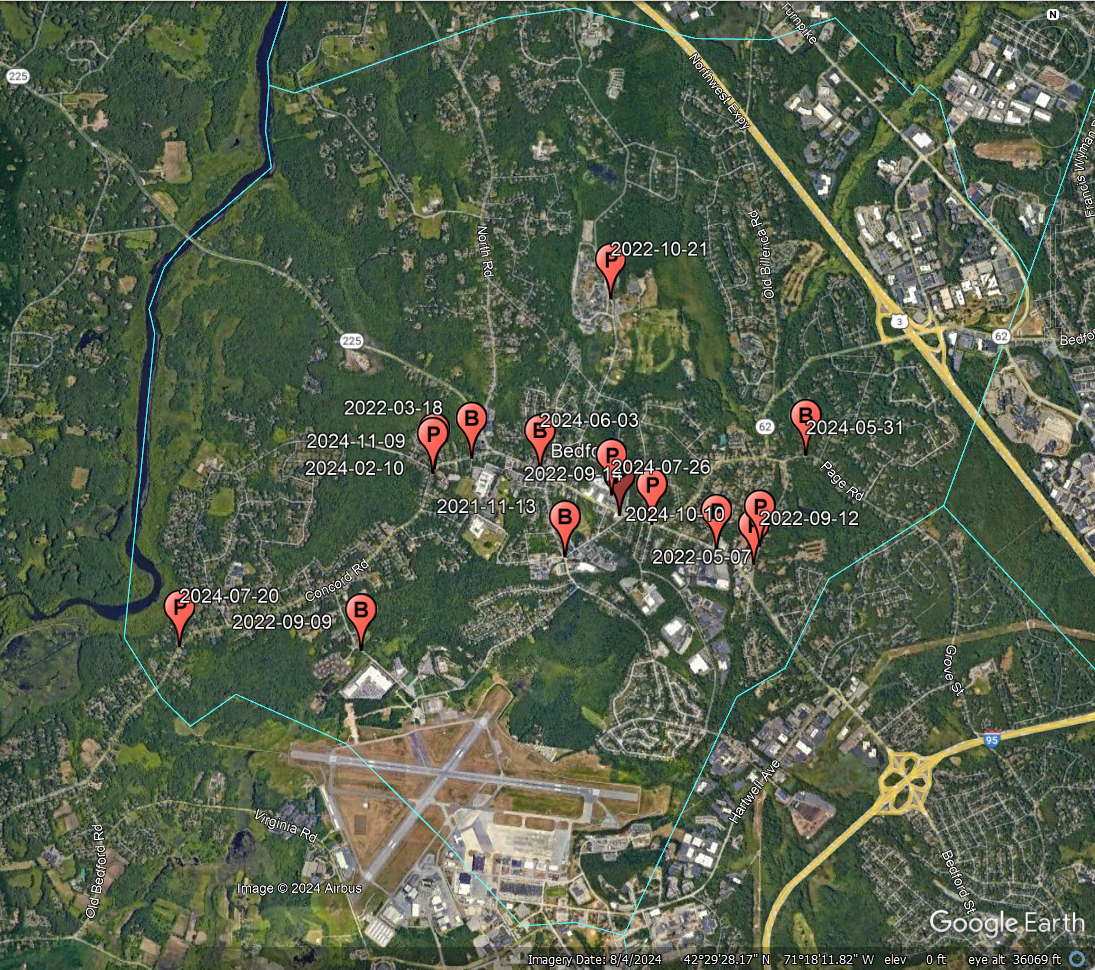 Turnpike
N
225
Northwest Expy
Francis Wyman
North Rd
Old Billerica Rd
P 2022-10-21
3
62
Bedfo
225
2022-03-18
B
2024-06-03
B
2024-05-31
P
B
62
2024-11-09
Bedfo
P
2024-02-10
2022-09-14
2024-07-26
Page Rd
P
2021-11-13
B
2024-10-10
P
2022-09-12
2022-05-07
Concord Rd
P
2024-07-20
2022-09-09
B
Grove St
95
Hartwell Ave
Virginia Rd
Old Bedford Rd
Bedford St
Image © 2024 Airbus
Google Earth
Imagery Date: 8/4/2024 42°29'28.17" N 71°18'11.82" W elev 0 ft eye alt 36069 ft